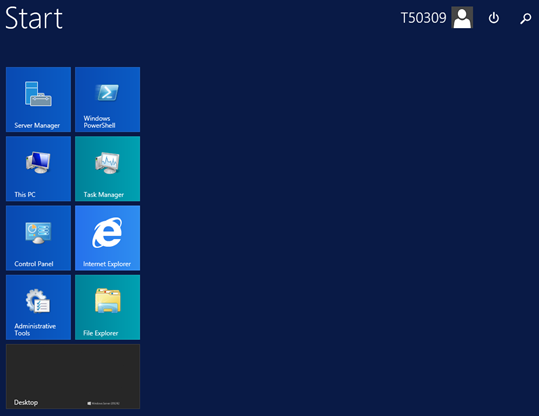 Start
T50309
Server Manager
Windows
PowerShell
This PC
Task Manager
Control Panel
Internet Explorer
Administrative
Tools
File Explorer
Desktop